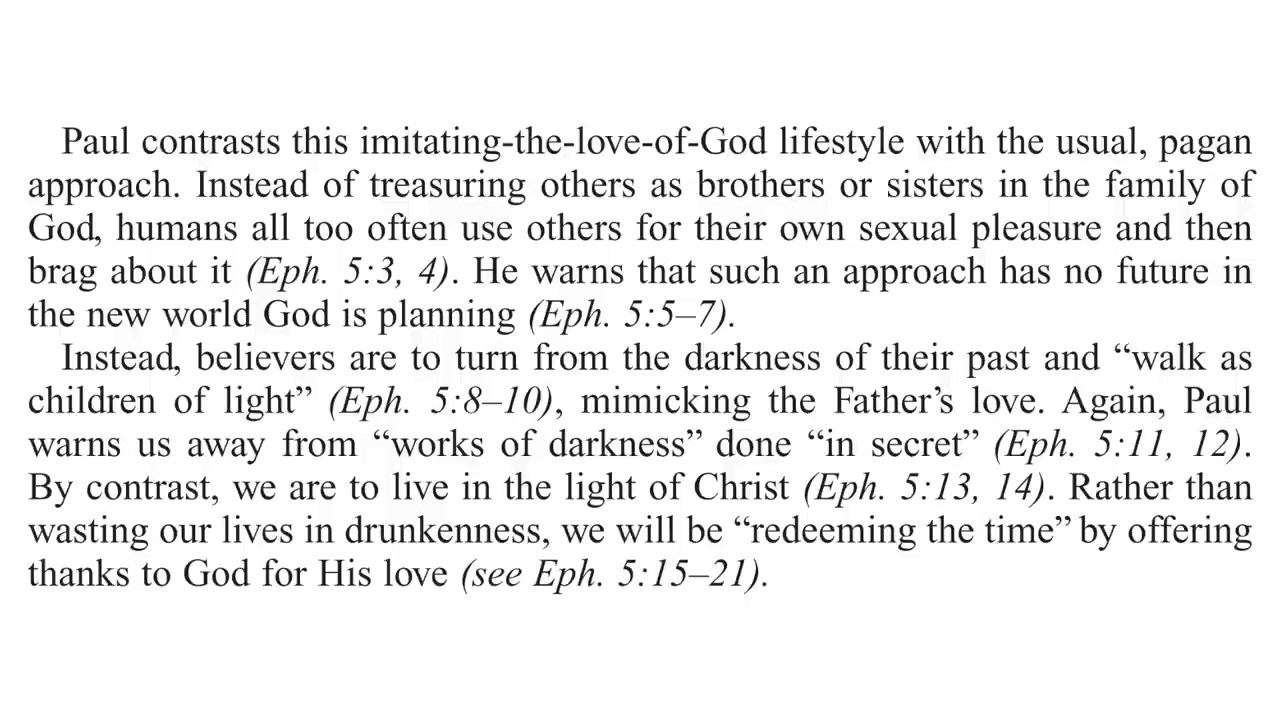 Paul contrasts this imitating-the-love-of-God lifestyle with the usual, pagan
approach. Instead of treasuring others as brothers or sisters in the family of
God, humans all too often use others for their own sexual pleasure and then
brag about it (Eph. 5:3, 4). He warns that such an approach has no future in
the new world God is planning (Eph. 5:5–7).
Instead, believers are to turn from the darkness of their past and “walk as
children of light” (Eph. 5:8–10), mimicking the Father’s love. Again, Paul
warns us away from “works of darkness” done “in secret” (Eph. 5:11, 12).
By contrast, we are to live in the light of Christ (Eph. 5:13, 14). Rather than
wasting our lives in drunkenness, we will be “redeeming the time” by offering
thanks to God for His love (see Eph. 5:15–21).